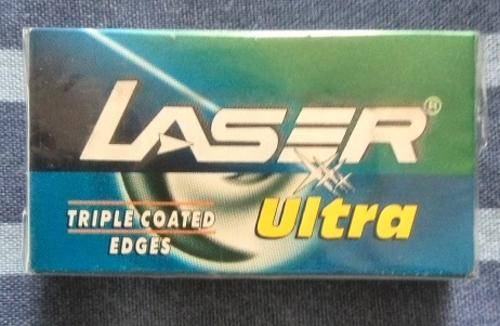 LASER®
Ultra
TRIPLE COATED
EDGES